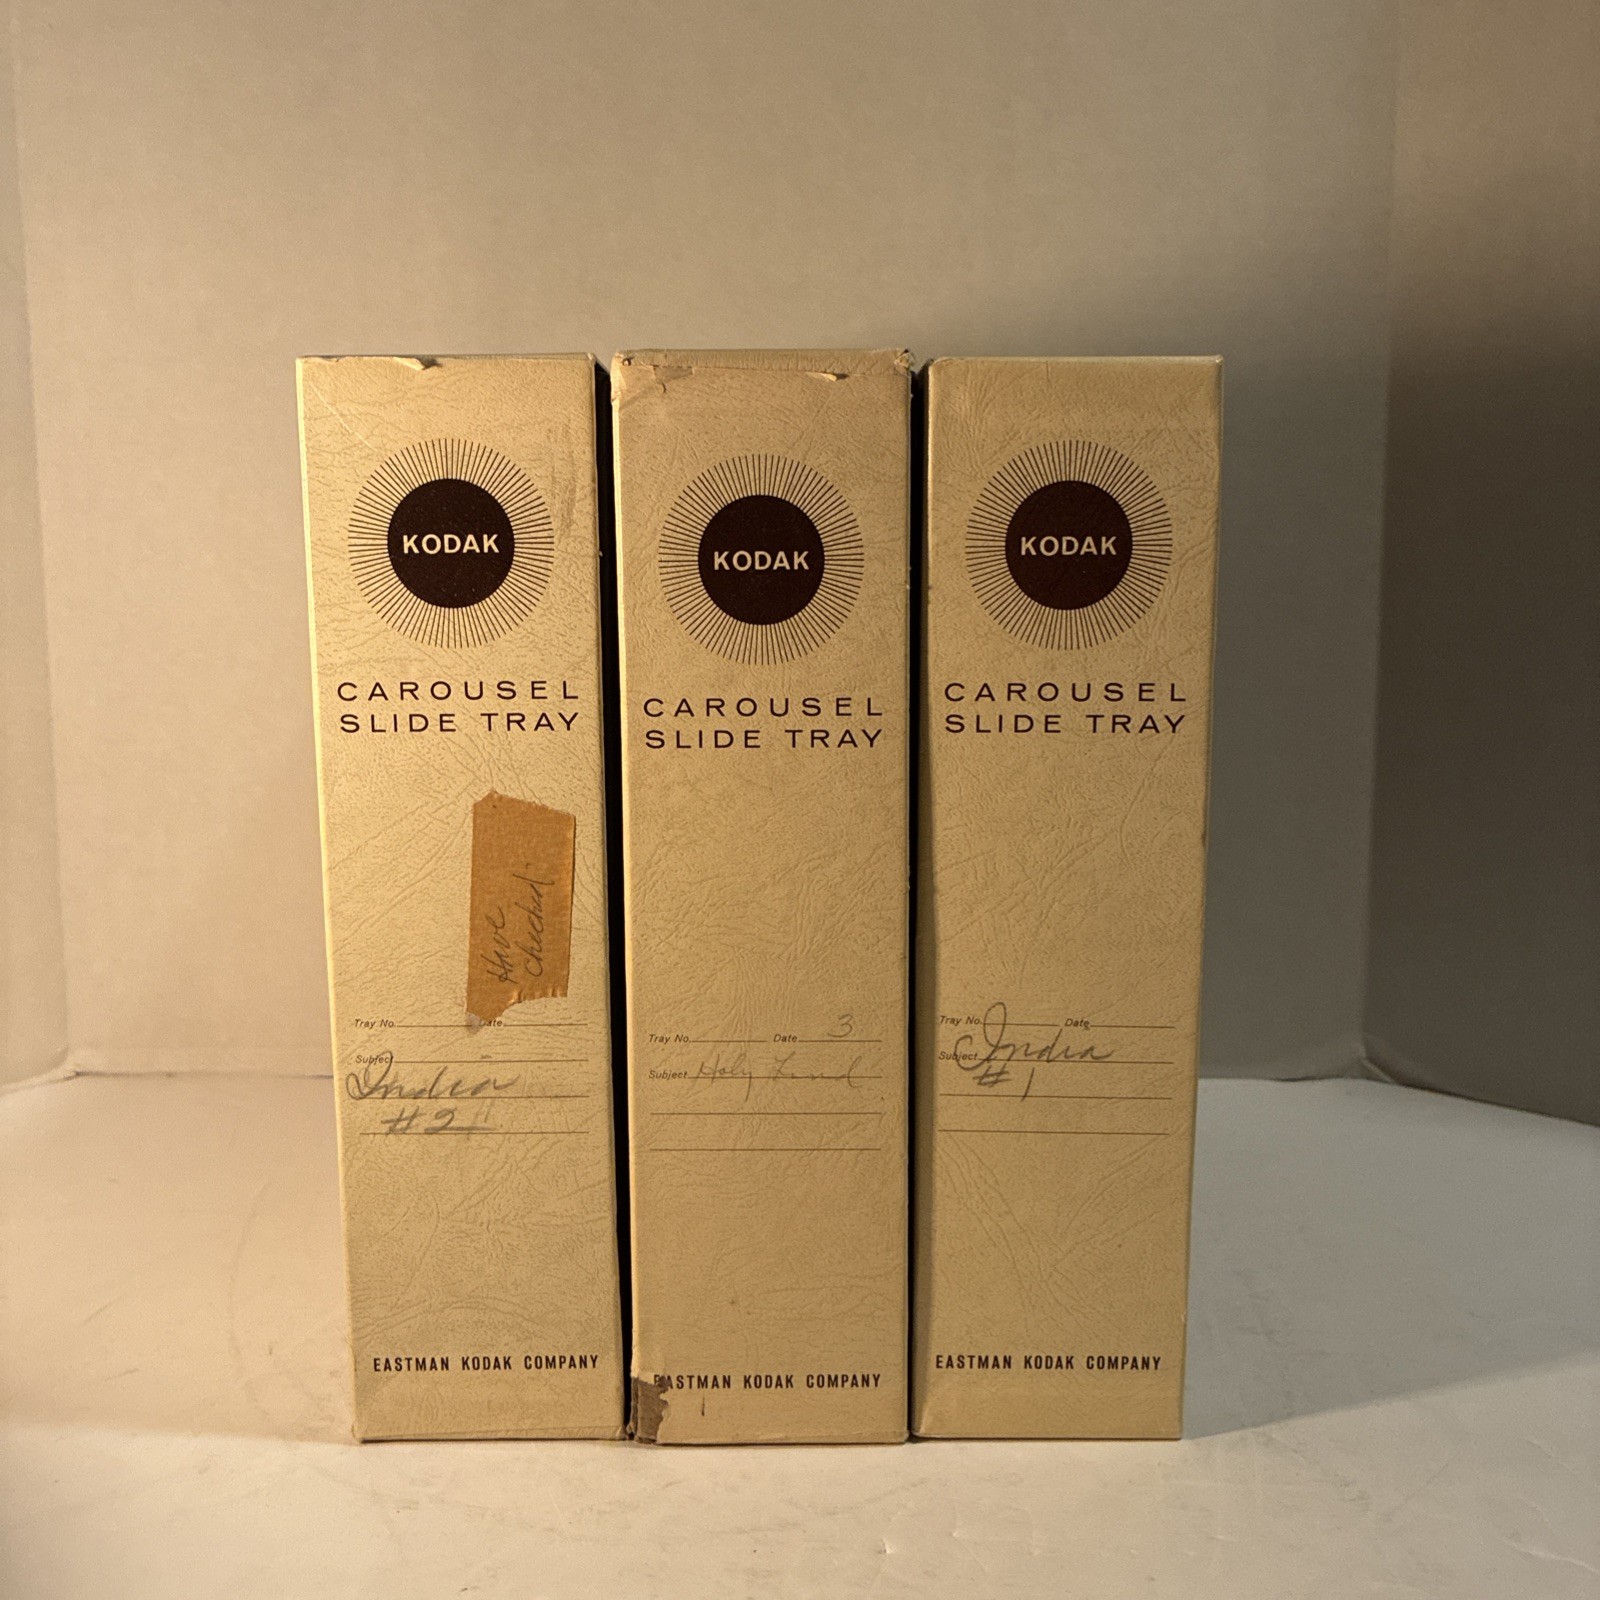 KODAK
CAROUSEL
SLIDE TRAY
Have
checked.
Tray No.
Date
Subject
India
#2
EASTMAN KODAK COMPANY
KODAK
CAROUSEL
SLIDE TRAY
Tray No.
Date 3
Subject Holy Land
EASTMAN KODAK COMPANY
KODAK
CAROUSEL
SLIDE TRAY
Tray No.
Date
Subject India
#1
EASTMAN KODAK COMPANY